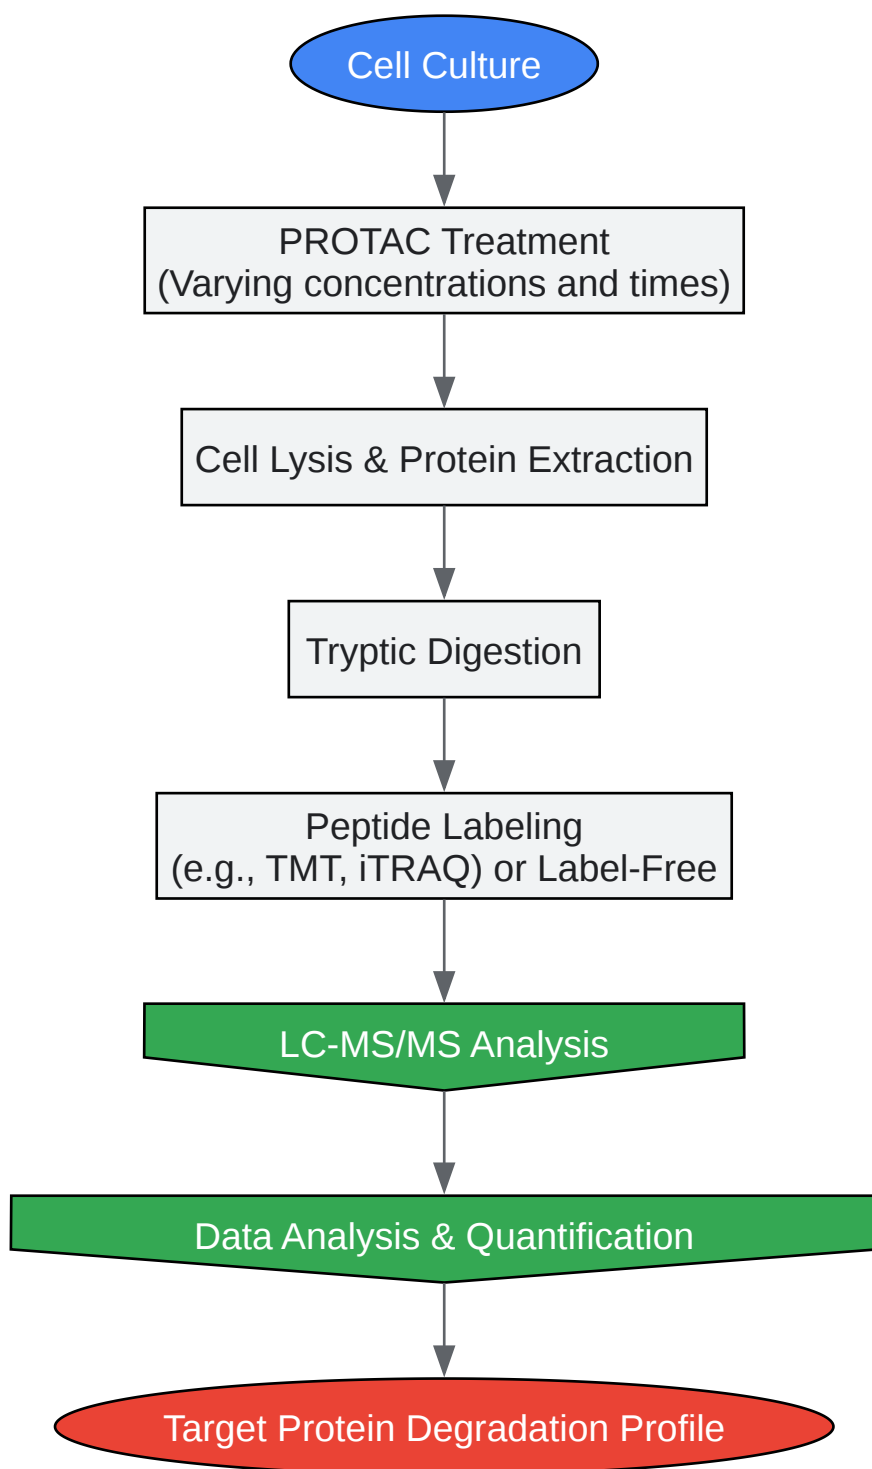 Cell Culture
PROTAC Treatment
(Varying concentrations and times)
Cell Lysis & Protein Extraction
Tryptic Digestion
Peptide Labeling
(e.g., TMT, iTRAQ) or Label-Free
LC-MS/MS Analysis
Data Analysis & Quantification
Target Protein Degradation Profile